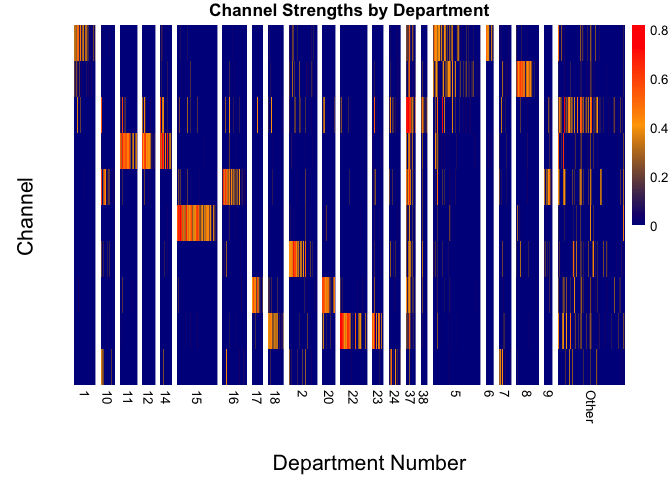 Channel Strengths by Department
0.8
0.6
0.4
0.2
0
Channel
1 10 11 12 14 15 16 17 18 2 20 22 23 24 37 38 5 6 7 8 9 Other
Department Number